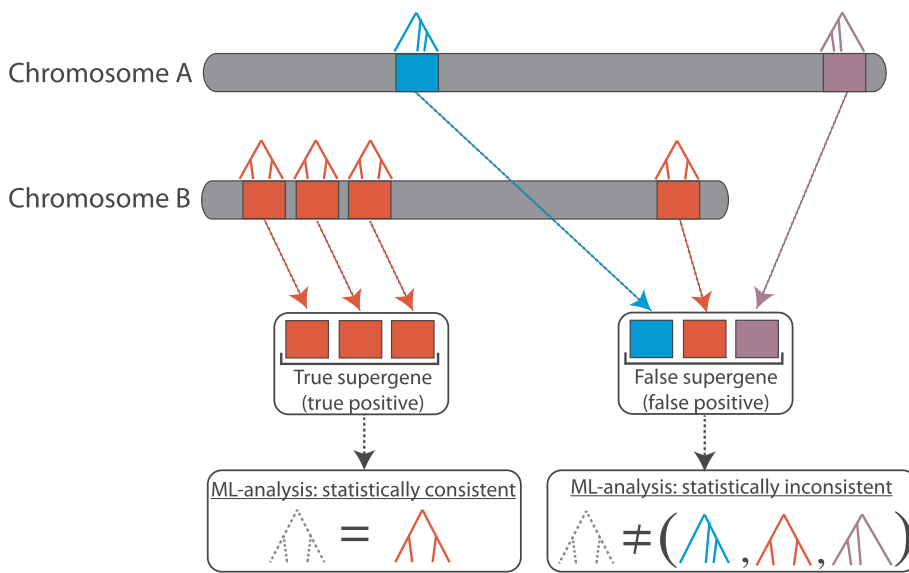 Chromosome A
Chromosome B
True supergene
(true positive)
False supergene
(false positive)
ML-analysis: statistically consistent
=
ML-analysis: statistically inconsistent
≠ ( , , )